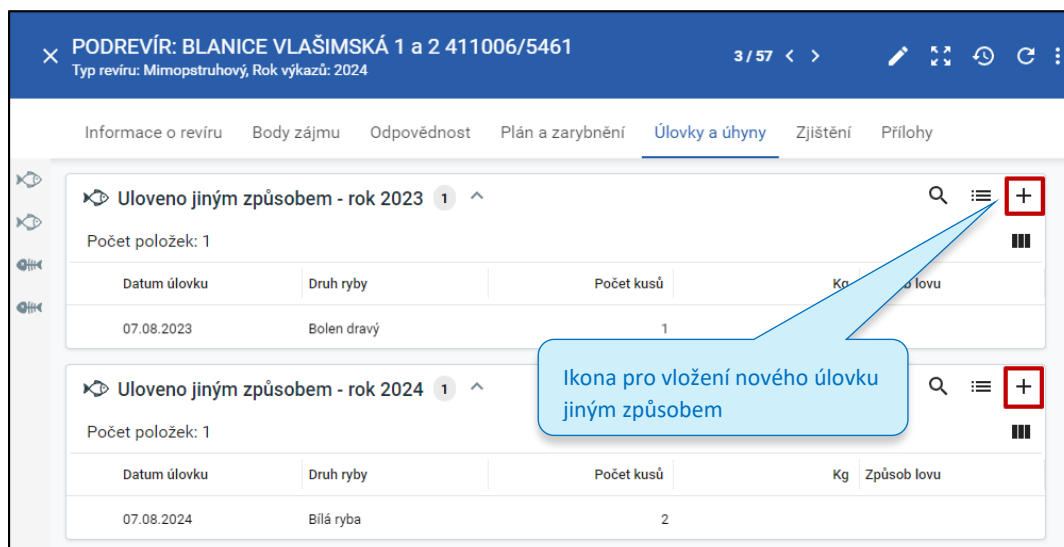 PODREVÍR: BLANICE VLAŠIMSKÁ 1 a 2 411006/5461
Typ revíru: Mimopstruhový, Rok výkazů: 2024
3 / 57
Informace o revíru Body zájmu Odpovědnost Plán a zarybnění Úlovky a úhyny Zjištění Přílohy
Uloveno jiným způsobem - rok 2023 1
Počet položek: 1
Datum úlovku Druh ryby Počet kusů Kg lovu
07.08.2023 Bolen dravý 1
Ikona pro vložení nového úlovku
jiným způsobem
Uloveno jiným způsobem - rok 2024 1
Počet položek: 1
Datum úlovku Druh ryby Počet kusů Kg Způsob lovu
07.08.2024 Bílá ryba 2